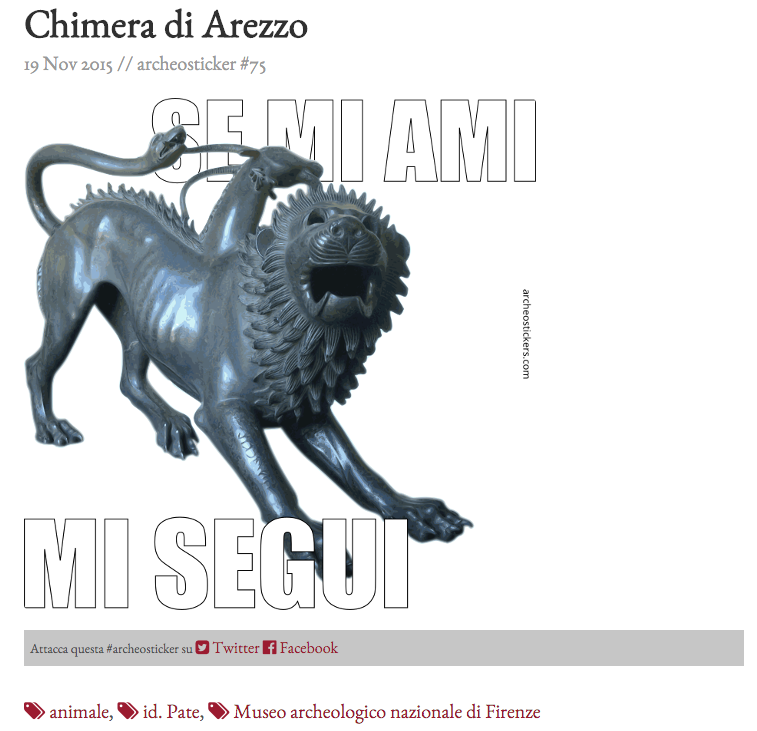 Chimera di Arezzo
19 Nov 2015 // archeosticker #75
SE MI AMI
archeostickers.com
MI SEGUI
Attacca questa #archeosticker su Twitter Facebook
animale, id. Pate, Museo archeologico nazionale di Firenze